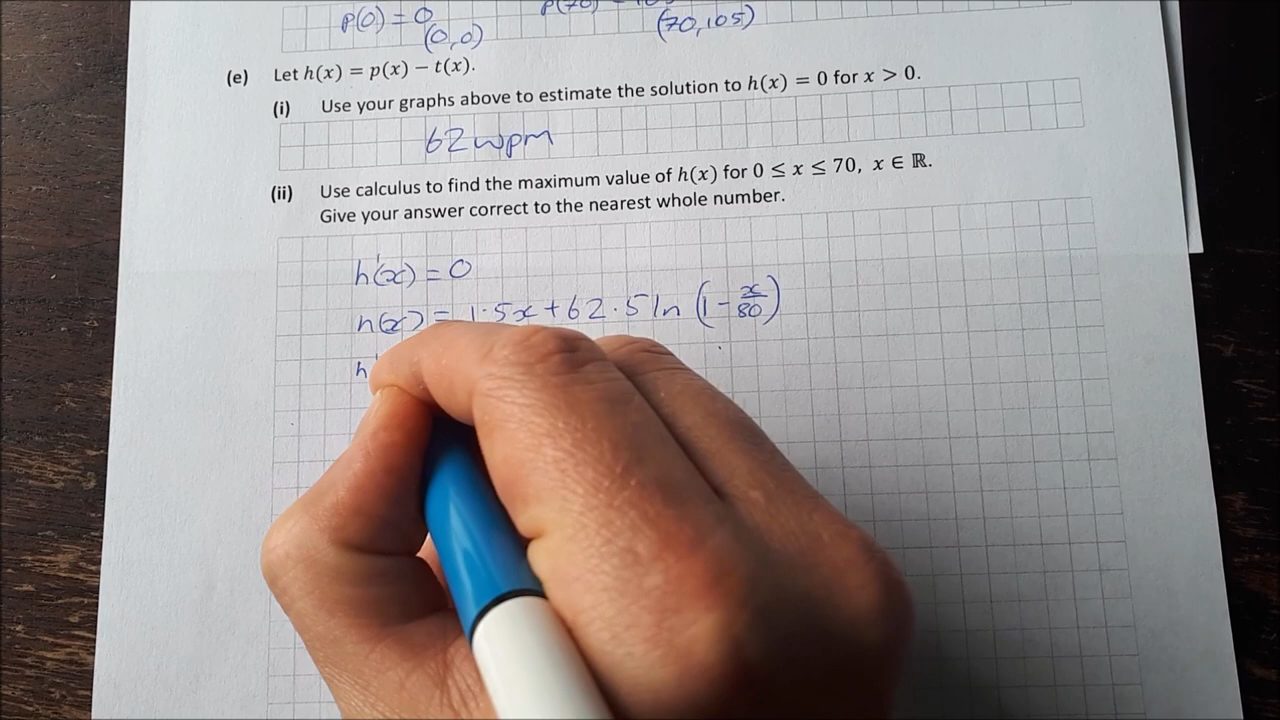 p(0) = 0
(0,0)
(70,105)
(e) Let h(x) = p(x) − t(x).
(i) Use your graphs above to estimate the solution to h(x) = 0 for x > 0.
62 wpm
(ii) Use calculus to find the maximum value of h(x) for 0 ≤ x ≤ 70, x ∈ ℝ.
Give your answer correct to the nearest whole number.
h'(x) = 0
h(x) = 1.5x + 62.5 ln (1 - x/80)
h'